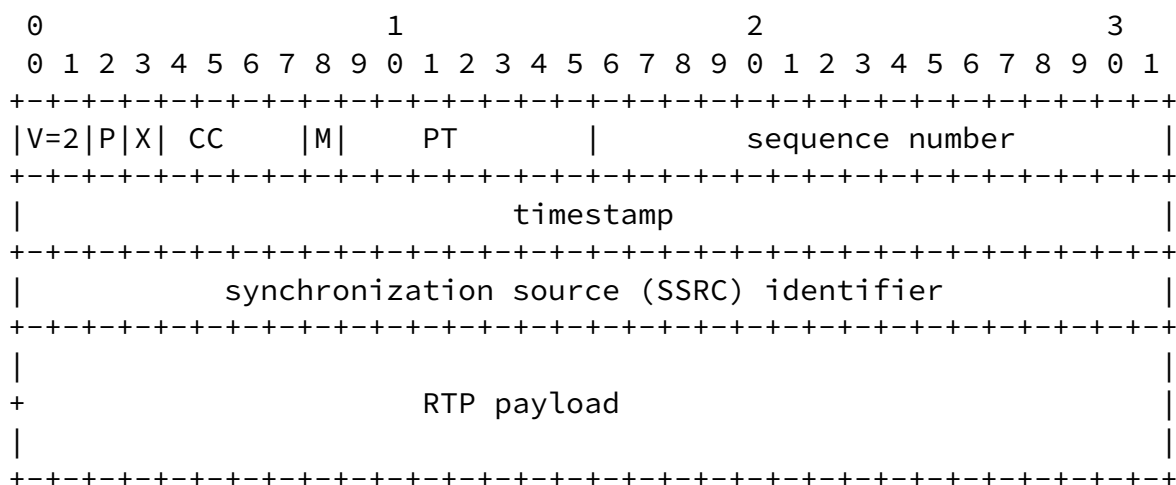 0                   1                   2                   3
 0 1 2 3 4 5 6 7 8 9 0 1 2 3 4 5 6 7 8 9 0 1 2 3 4 5 6 7 8 9 0 1
+-+-+-+-+-+-+-+-+-+-+-+-+-+-+-+-+-+-+-+-+-+-+-+-+-+-+-+-+-+-+-+-+
|V=2|P|X| CC    |M|    PT       |        sequence number        |
+-+-+-+-+-+-+-+-+-+-+-+-+-+-+-+-+-+-+-+-+-+-+-+-+-+-+-+-+-+-+-+-+
|                           timestamp                           |
+-+-+-+-+-+-+-+-+-+-+-+-+-+-+-+-+-+-+-+-+-+-+-+-+-+-+-+-+-+-+-+-+
|           synchronization source (SSRC) identifier            |
+-+-+-+-+-+-+-+-+-+-+-+-+-+-+-+-+-+-+-+-+-+-+-+-+-+-+-+-+-+-+-+-+
|                                                               |
+                      RTP payload                              |
|                                                               |
+-+-+-+-+-+-+-+-+-+-+-+-+-+-+-+-+-+-+-+-+-+-+-+-+-+-+-+-+-+-+-+-+